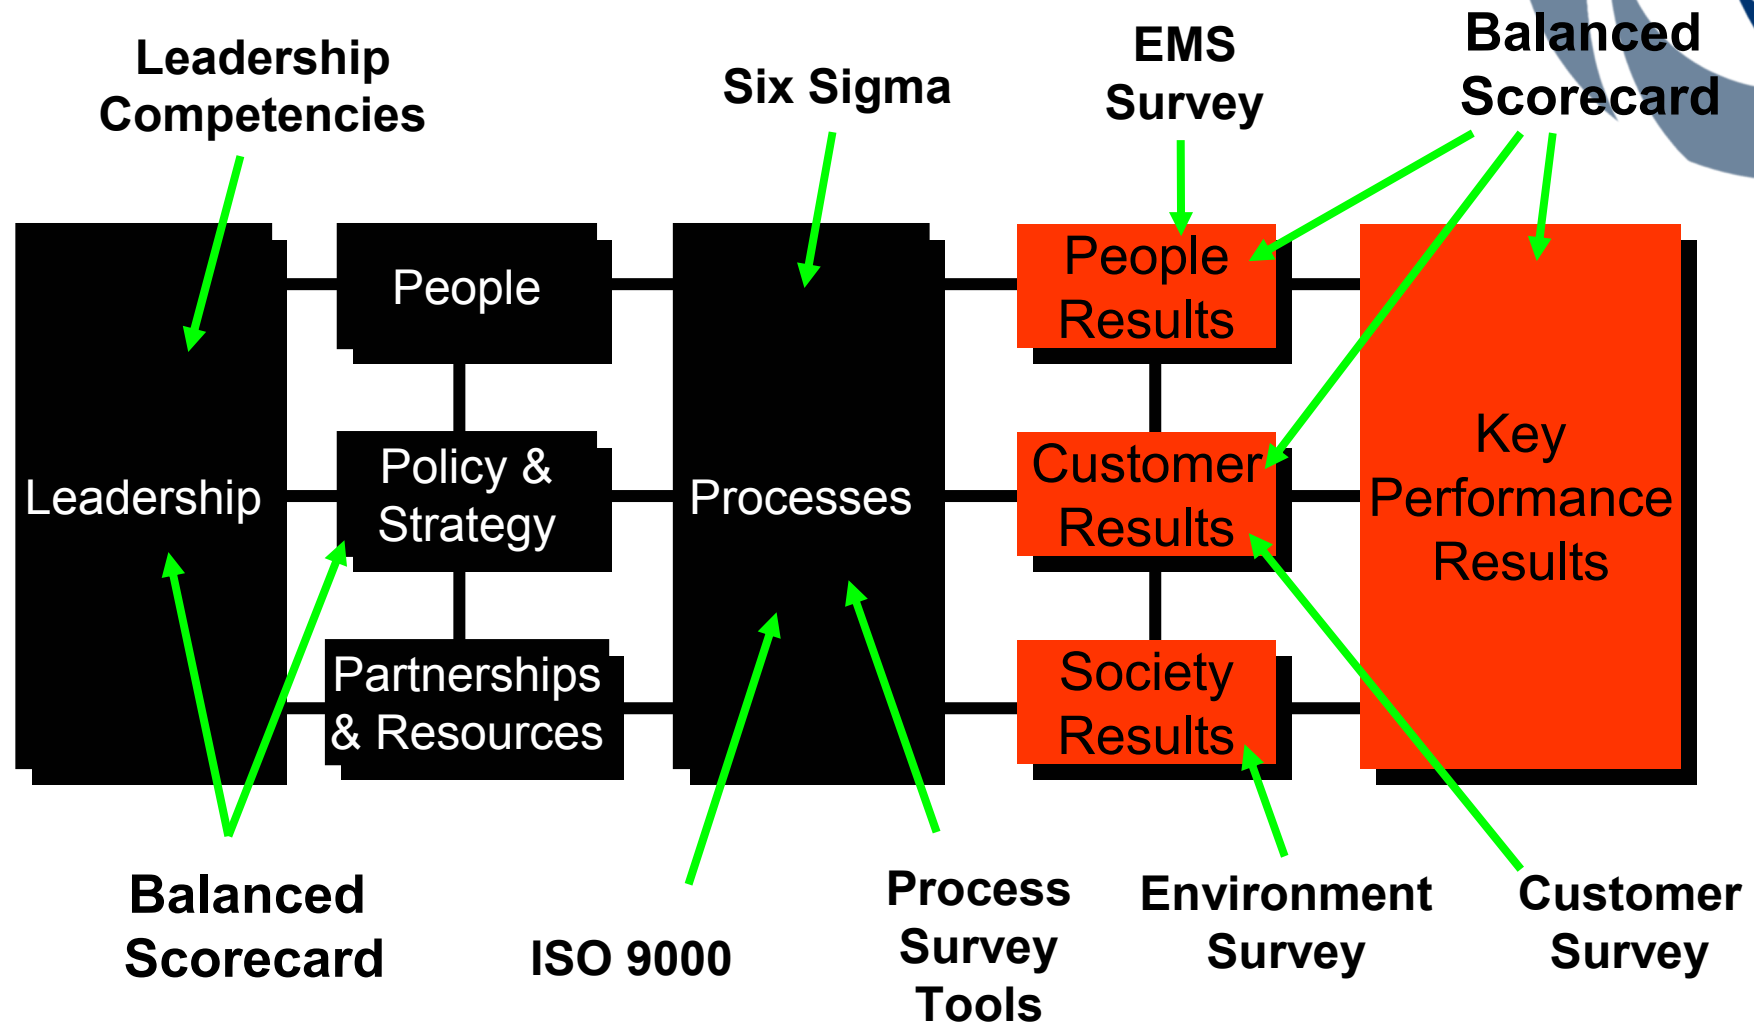 Leadership
Competencies
Six Sigma
EMS
Survey
Balanced
Scorecard
People
People
Results
Leadership
Policy &
Strategy
Processes
Customer
Results
Key
Performance
Results
Partnerships
& Resources
Society
Results
Balanced
Scorecard
ISO 9000
Process
Survey
Tools
Environment
Survey
Customer
Survey